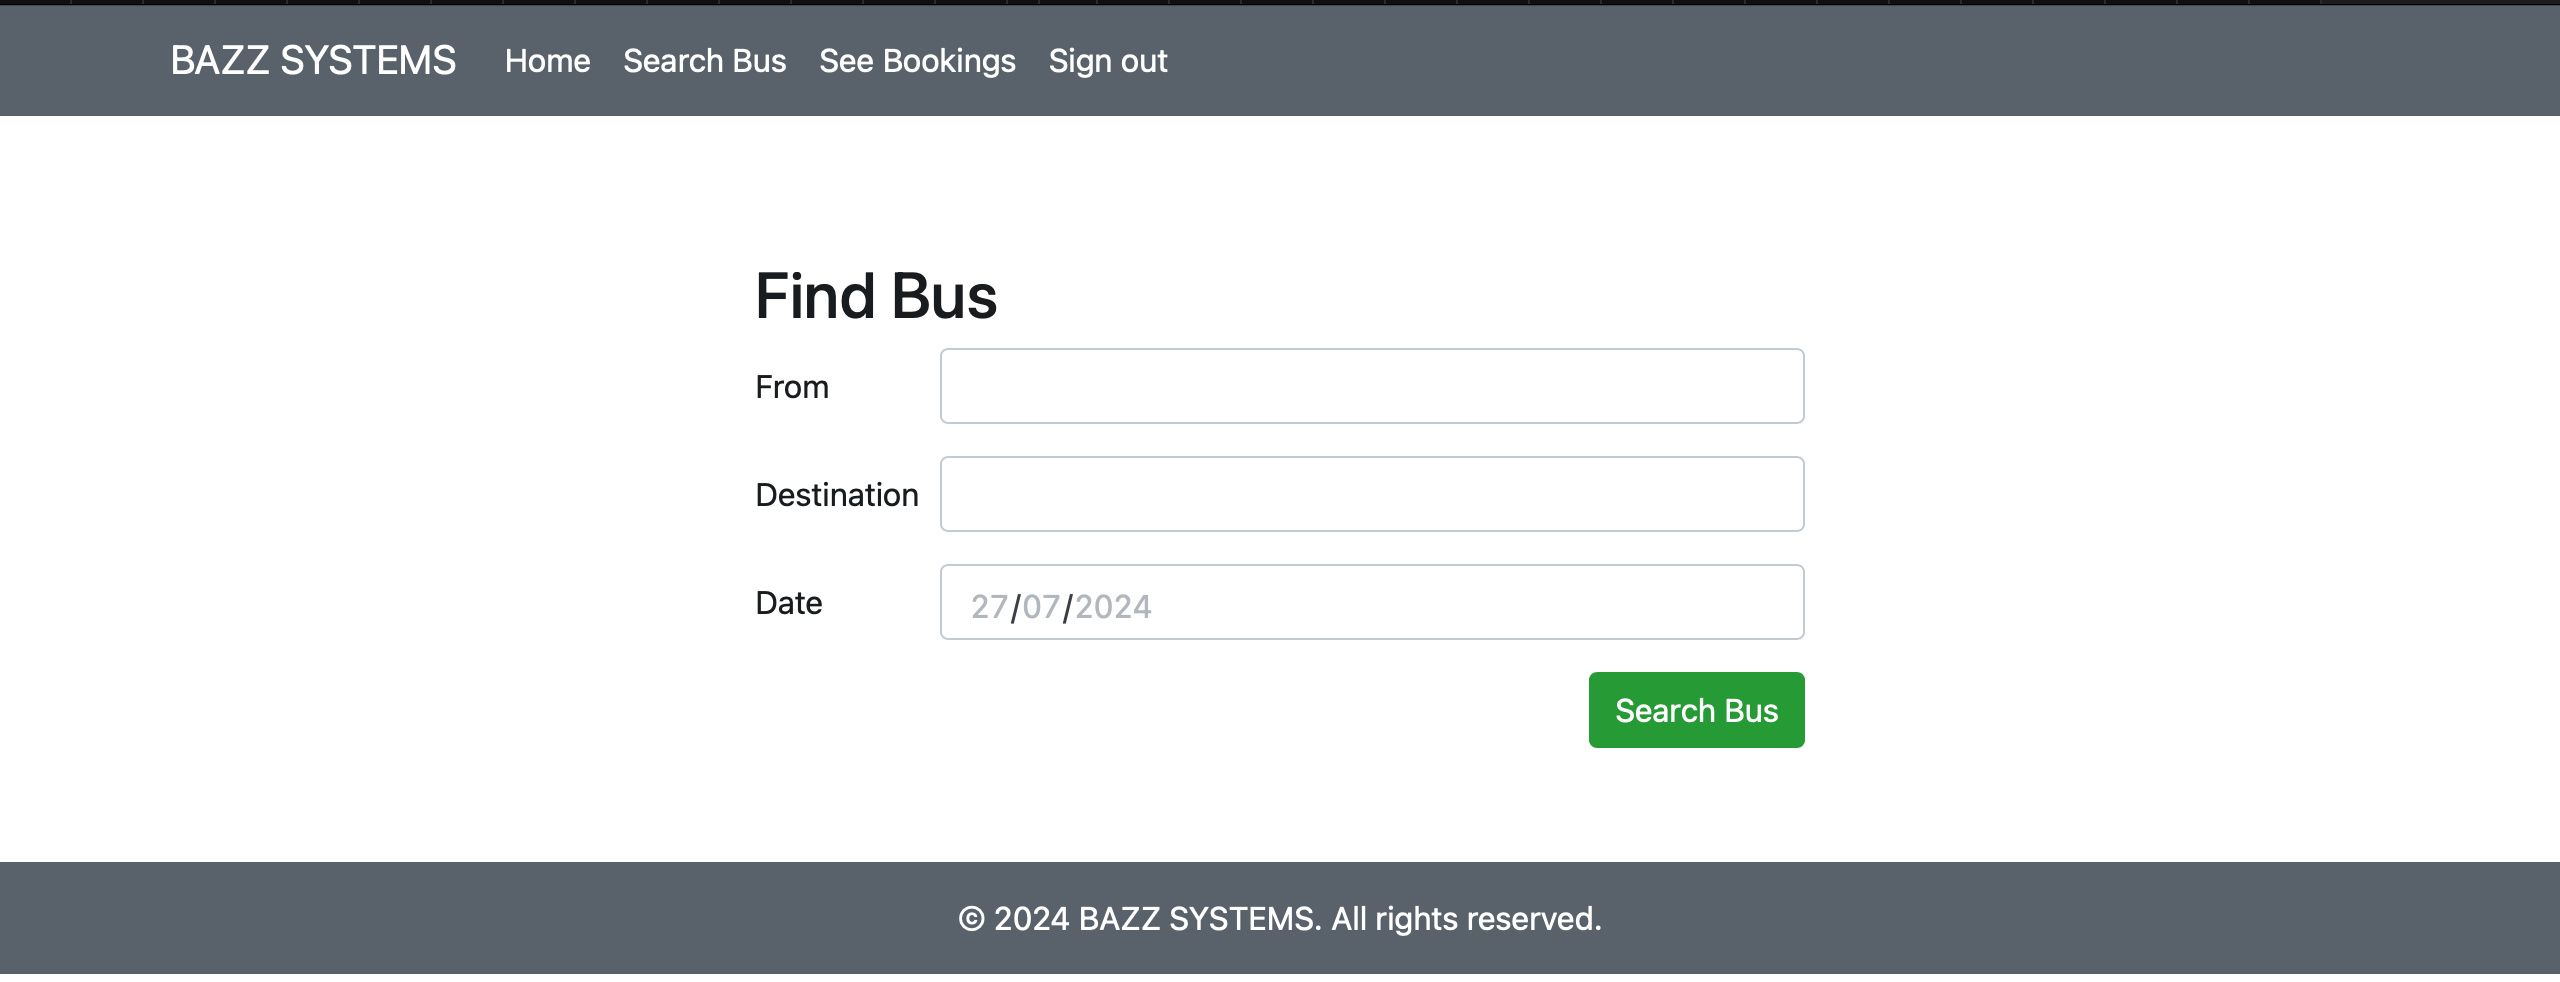 BAZZ SYSTEMS Home Search Bus See Bookings Sign out
Find Bus
From
Destination
Date 27/07/2024
Search Bus
© 2024 BAZZ SYSTEMS. All rights reserved.